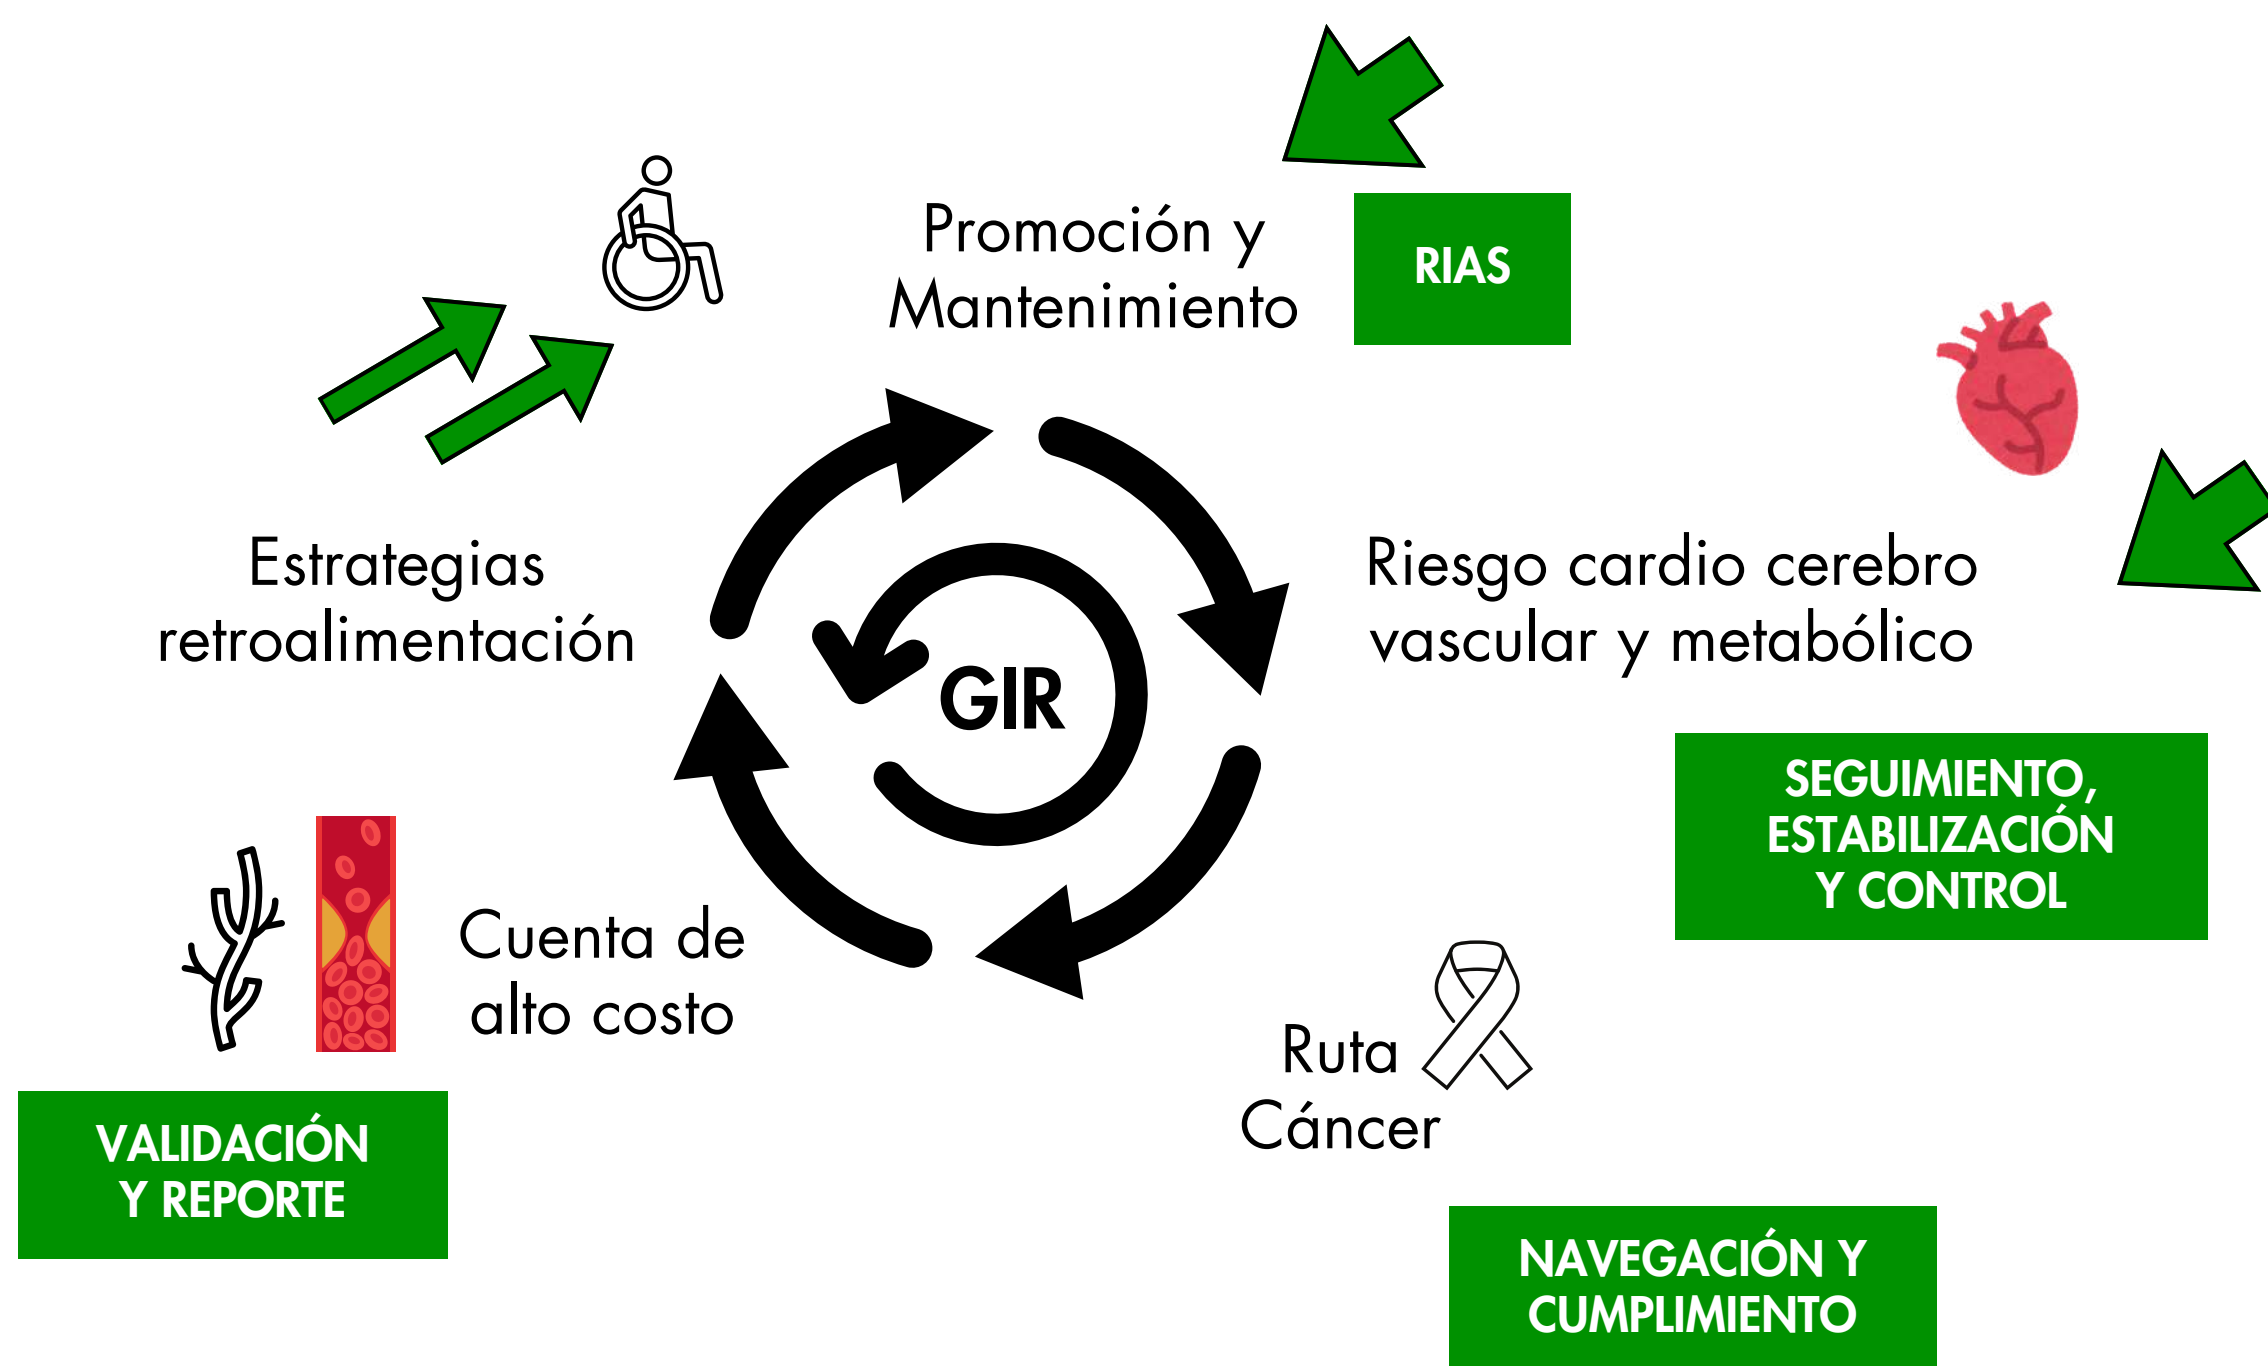 Promoción y
Mantenimiento
RIAS
Estrategias
retroalimentación
Riesgo cardio cerebro
vascular y metabólico
GIR
SEGUIMIENTO,
ESTABILIZACIÓN
Y CONTROL
Cuenta de
alto costo
Ruta
Cáncer
VALIDACIÓN
Y REPORTE
NAVEGACIÓN Y
CUMPLIMIENTO